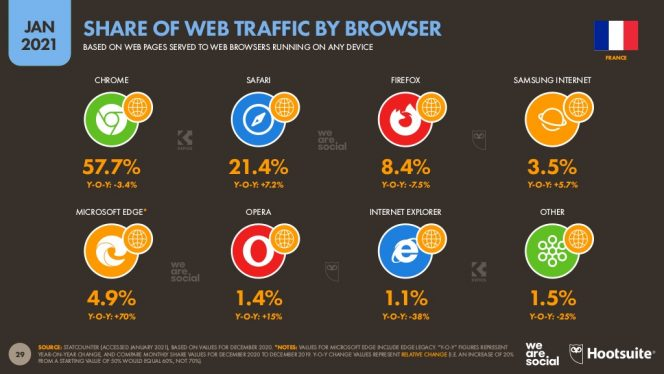 JAN
2021
SHARE OF WEB TRAFFIC BY BROWSER
BASED ON WEB PAGES SERVED TO WEB BROWSERS RUNNING ON ANY DEVICE
FRANCE
CHROME
SAFARI
FIREFOX
SAMSUNG INTERNET
57.7%
21.4%
8.4%
3.5%
Y-O-Y: -3.4%
Y-O-Y: +7.2%
Y-O-Y: -7.5%
Y-O-Y: +5.7%
KEPIOS
we
are
social
MICROSOFT EDGE*
OPERA
INTERNET EXPLORER
OTHER
4.9%
1.4%
1.1%
1.5%
Y-O-Y: +70%
Y-O-Y: +15%
Y-O-Y: -38%
Y-O-Y: -25%
we
are
social
KEPIOS
29
SOURCE: STATCOUNTER (ACCESSED JANUARY 2021), BASED ON VALUES FOR DECEMBER 2020. *NOTES: VALUES FOR MICROSOFT EDGE INCLUDE EDGE LEGACY. "Y-O-Y" FIGURES REPRESENT
YEAR-ON-YEAR CHANGE, AND COMPARE MONTHLY SHARE VALUES FOR DECEMBER 2020 TO DECEMBER 2019. Y-O-Y CHANGE VALUES REPRESENT RELATIVE CHANGE (I.E. AN INCREASE OF 20%
FROM A STARTING VALUE OF 50% WOULD EQUAL 60%, NOT 70%).
we
are
social
Hootsuite®